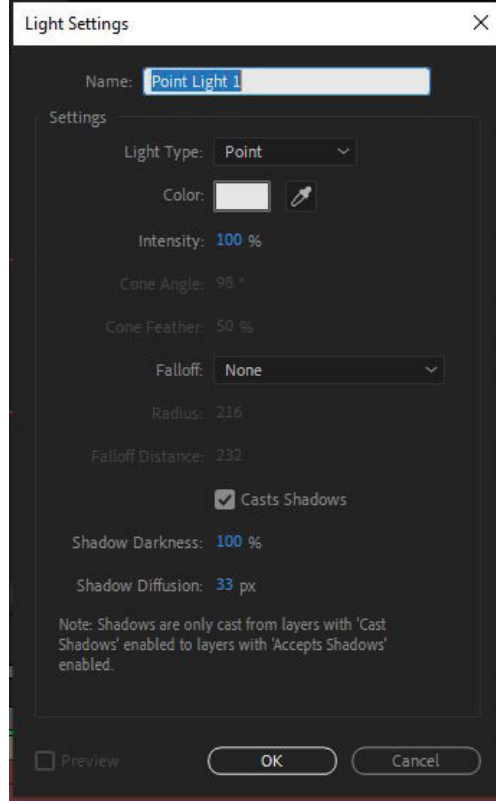 Light Settings
Name: Point Light 1
Settings
Light Type: Point
Color:
Intensity: 100 %
Cone Angle: 98 °
Cone Feather: 50 %
Falloff: None
Radius: 216
Falloff Distance: 232
Casts Shadows
Shadow Darkness: 100 %
Shadow Diffusion: 33 px
Note: Shadows are only cast from layers with 'Cast
Shadows' enabled to layers with 'Accepts Shadows'
enabled.
Preview OK Cancel